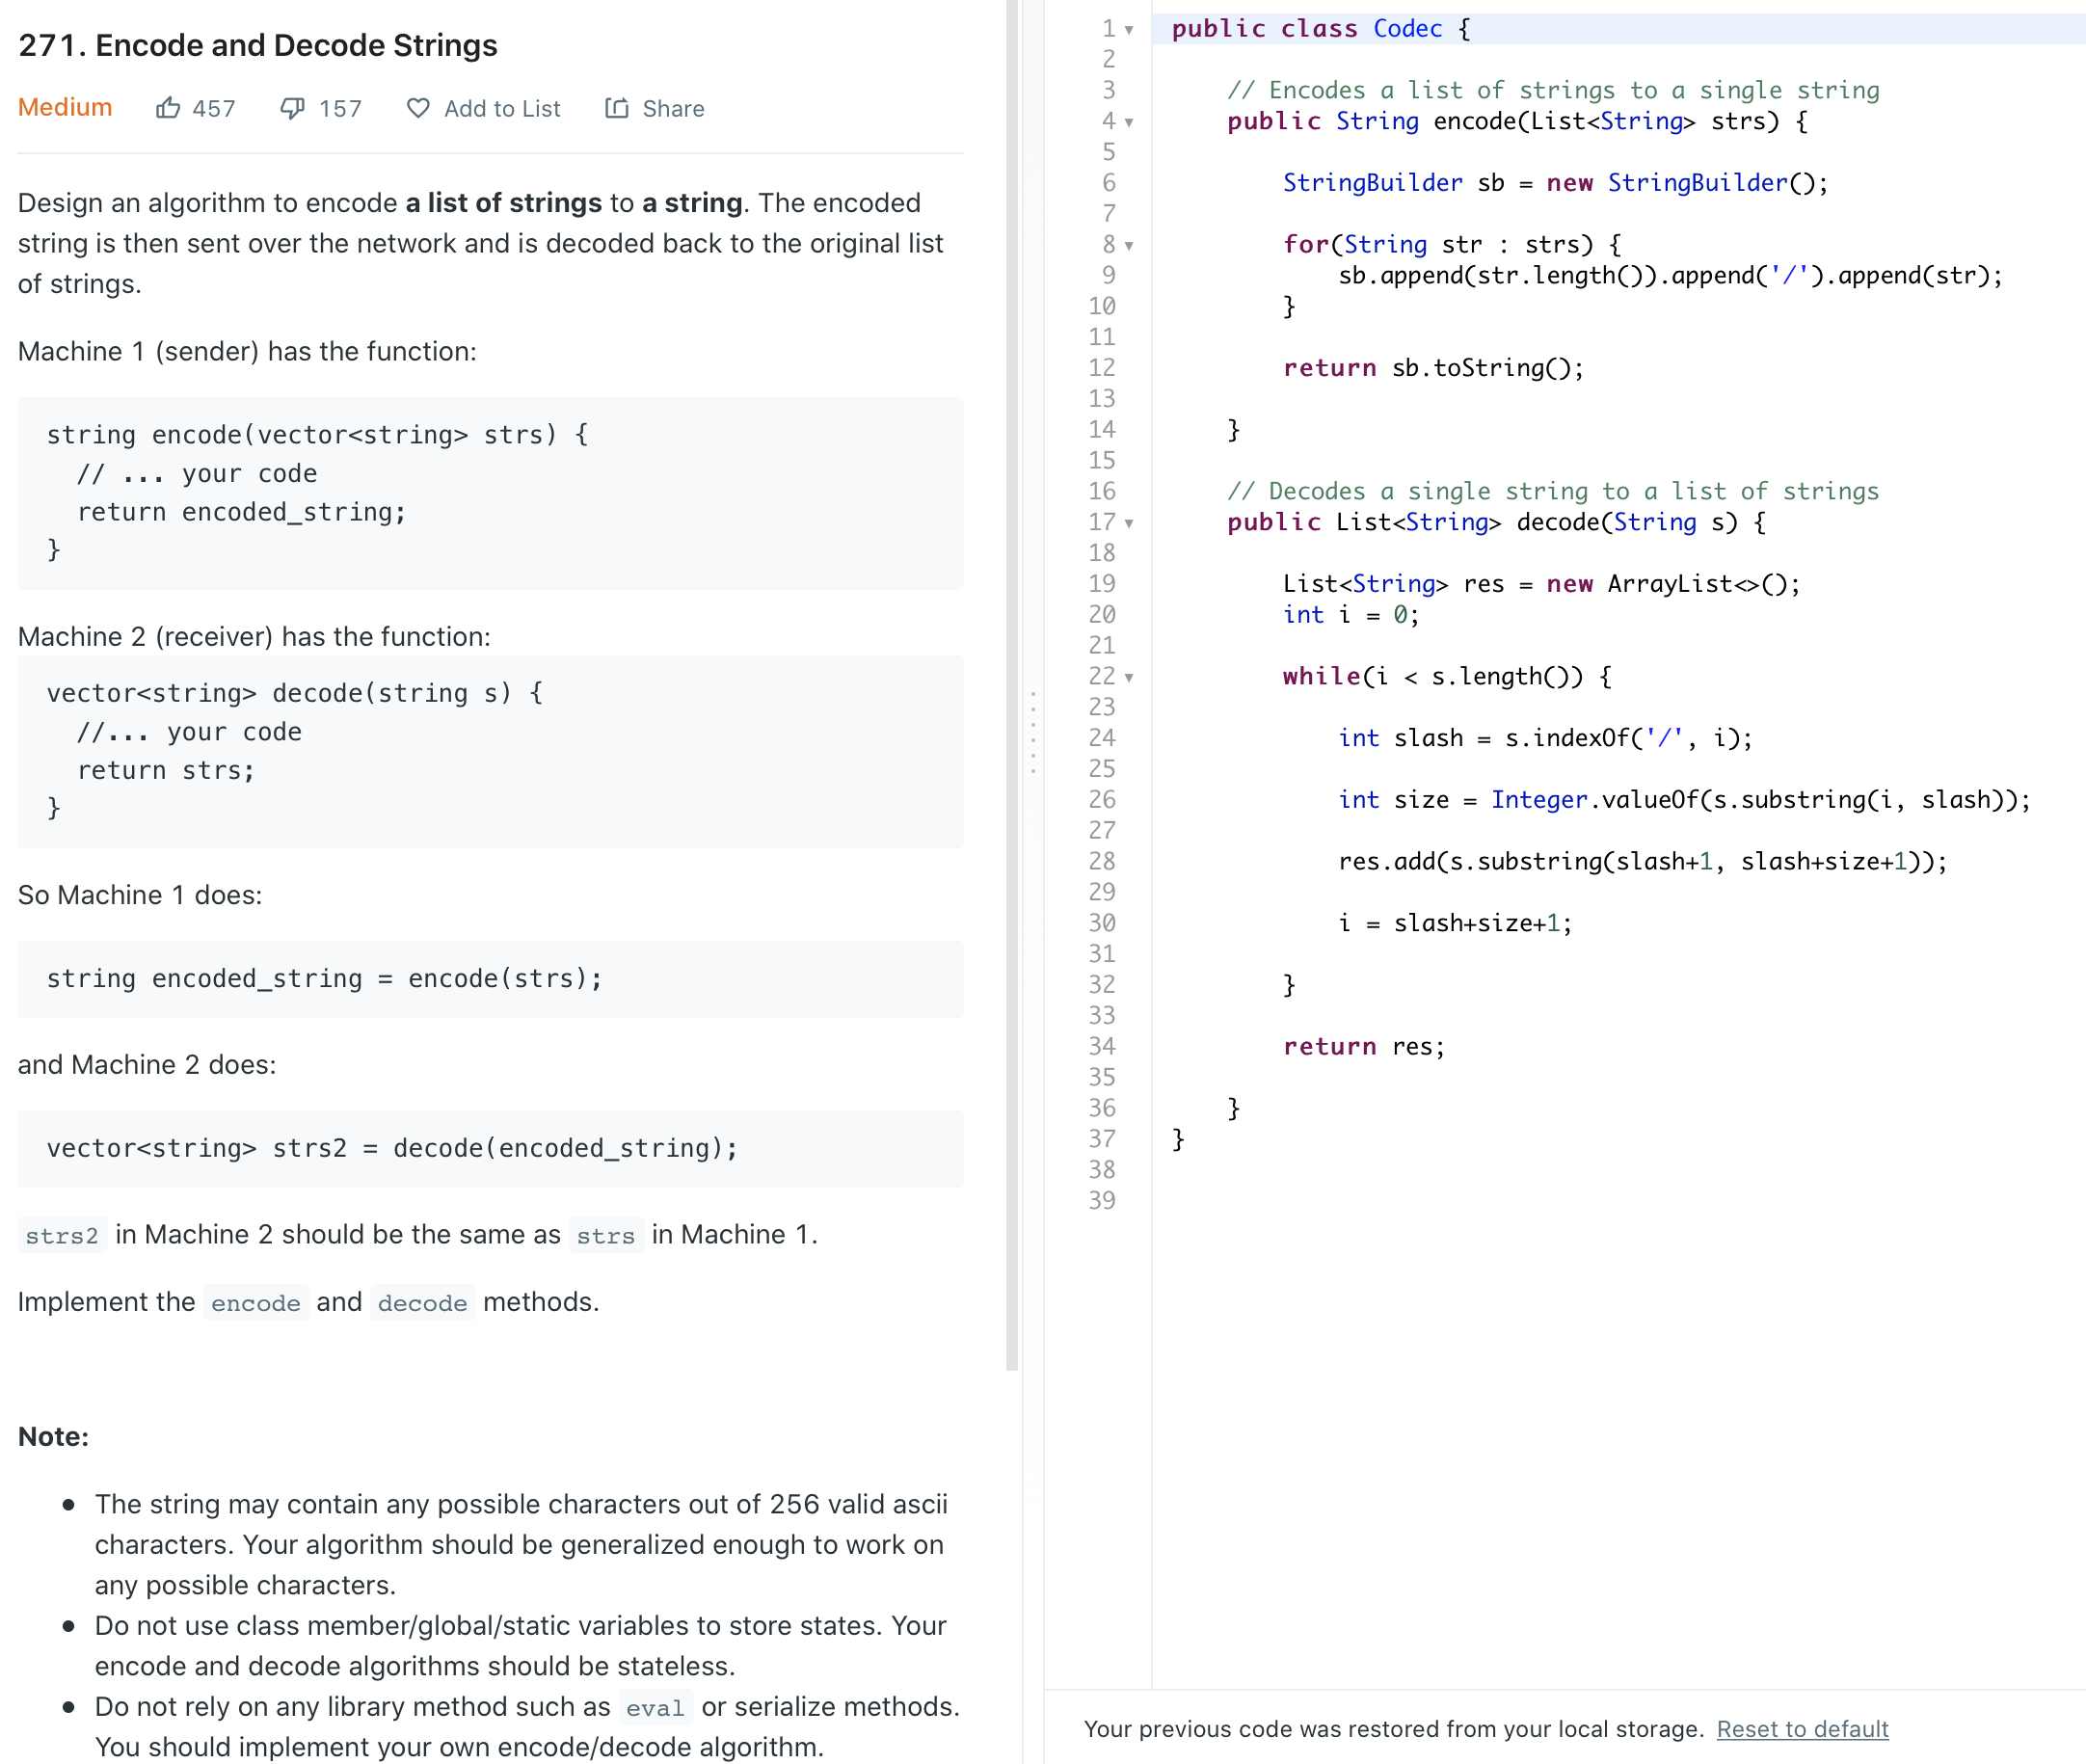 271. Encode and Decode Strings
Medium 457 157 Add to List Share
Design an algorithm to encode a list of strings to a string. The encoded
string is then sent over the network and is decoded back to the original list
of strings.
Machine 1 (sender) has the function:
string encode(vector<string> strs) {
  // ... your code
  return encoded_string;
}
Machine 2 (receiver) has the function:
vector<string> decode(string s) {
  //... your code
  return strs;
}
So Machine 1 does:
string encoded_string = encode(strs);
and Machine 2 does:
vector<string> strs2 = decode(encoded_string);
strs2 in Machine 2 should be the same as strs in Machine 1.
Implement the encode and decode methods.
Note:
• The string may contain any possible characters out of 256 valid ascii
characters. Your algorithm should be generalized enough to work on
any possible characters.
• Do not use class member/global/static variables to store states. Your
encode and decode algorithms should be stateless.
• Do not rely on any library method such as eval or serialize methods.
You should implement your own encode/decode algorithm.
1 public class Codec {
2
3     // Encodes a list of strings to a single string
4     public String encode(List<String> strs) {
5
6         StringBuilder sb = new StringBuilder();
7
8         for(String str : strs) {
9             sb.append(str.length()).append('/').append(str);
10         }
11
12         return sb.toString();
13
14     }
15
16     // Decodes a single string to a list of strings
17     public List<String> decode(String s) {
18
19         List<String> res = new ArrayList<>();
20         int i = 0;
21
22         while(i < s.length()) {
23
24             int slash = s.indexOf('/', i);
25
26             int size = Integer.valueOf(s.substring(i, slash));
27
28             res.add(s.substring(slash+1, slash+size+1));
29
30             i = slash+size+1;
31
32         }
33
34         return res;
35
36     }
37 }
38
39
Your previous code was restored from your local storage. Reset to default